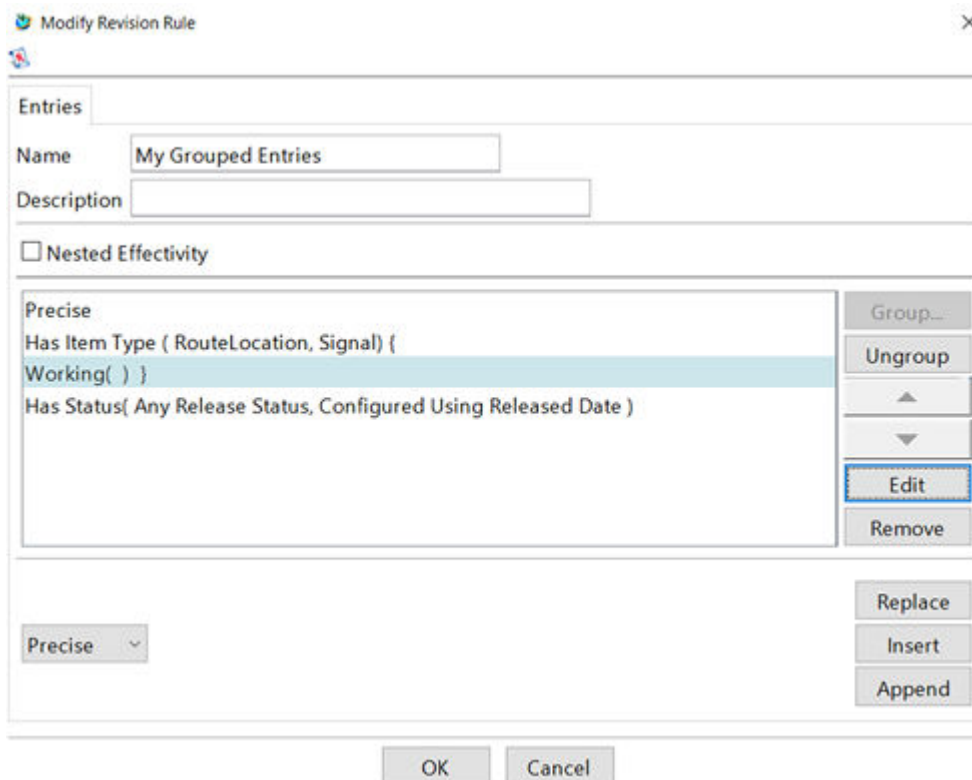 Modify Revision Rule
Entries
Name My Grouped Entries
Description
Nested Effectivity
Precise
Has Item Type ( RouteLocation, Signal) {
Working( ) }
Has Status( Any Release Status, Configured Using Released Date )
Group...
Ungroup
Edit
Remove
Replace
Precise
Insert
Append
OK Cancel